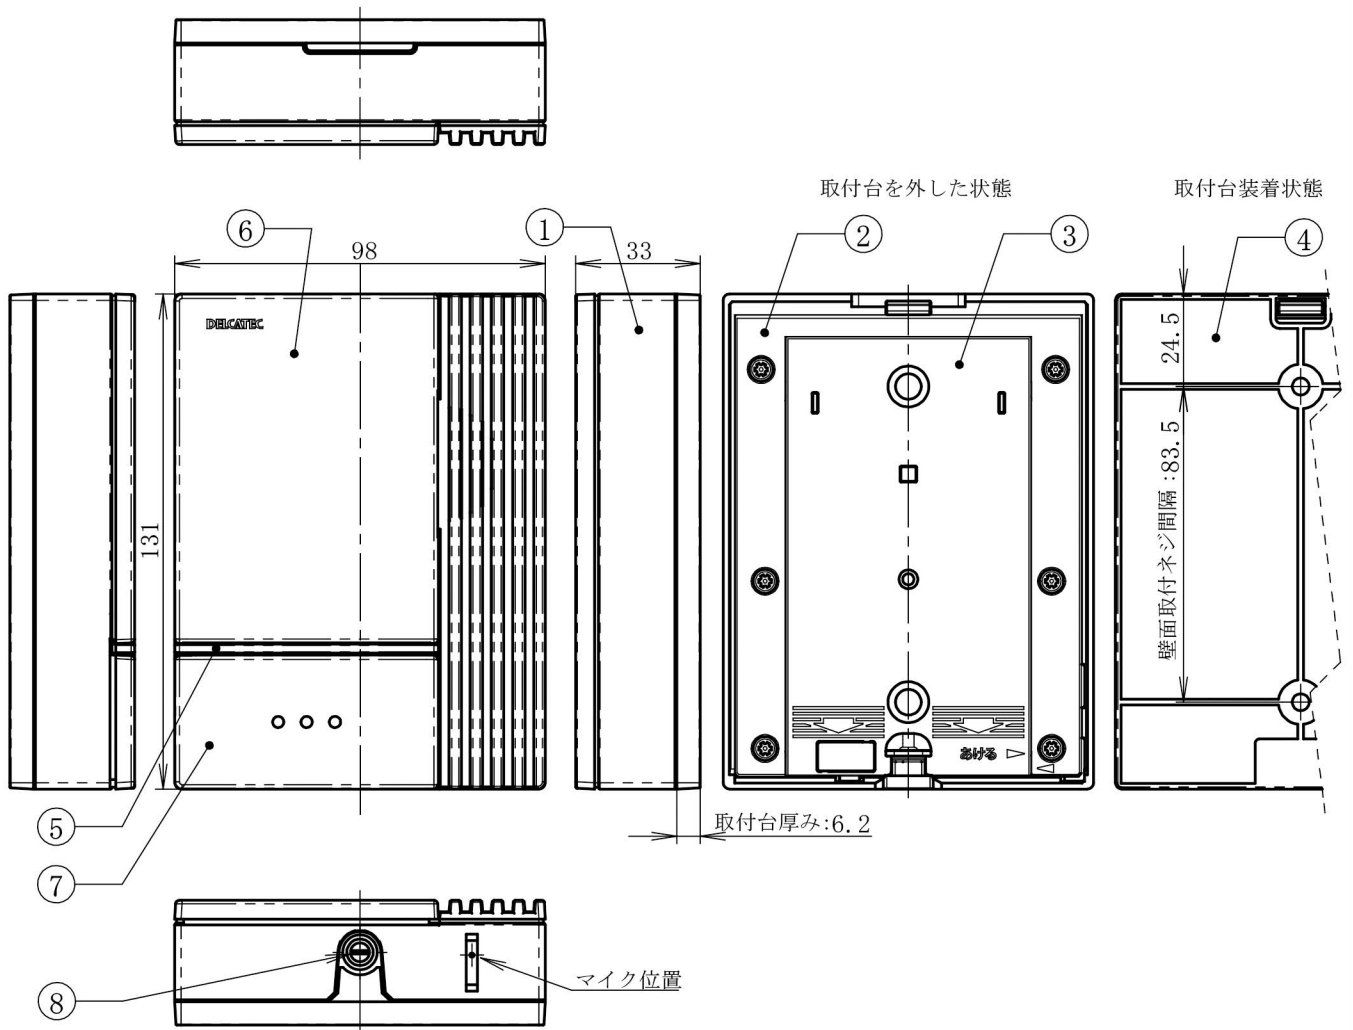 取付台を外した状態
取付台装着状態
⑥
①
②
③
④
98
33
DELCATEC
24.5
131
壁面取付ネジ間隔:83.5
あける
⑤
取付台厚み:6.2
⑦
マイク位置
⑧